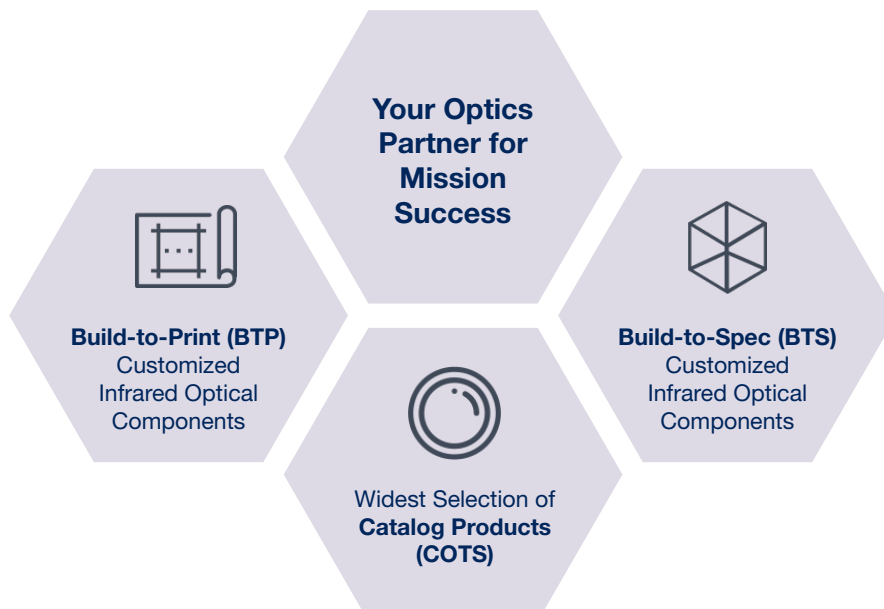 Your Optics
Partner for
Mission
Success
Build-to-Print (BTP)
Customized
Infrared Optical
Components
Build-to-Spec (BTS)
Customized
Infrared Optical
Components
Widest Selection of
Catalog Products
(COTS)